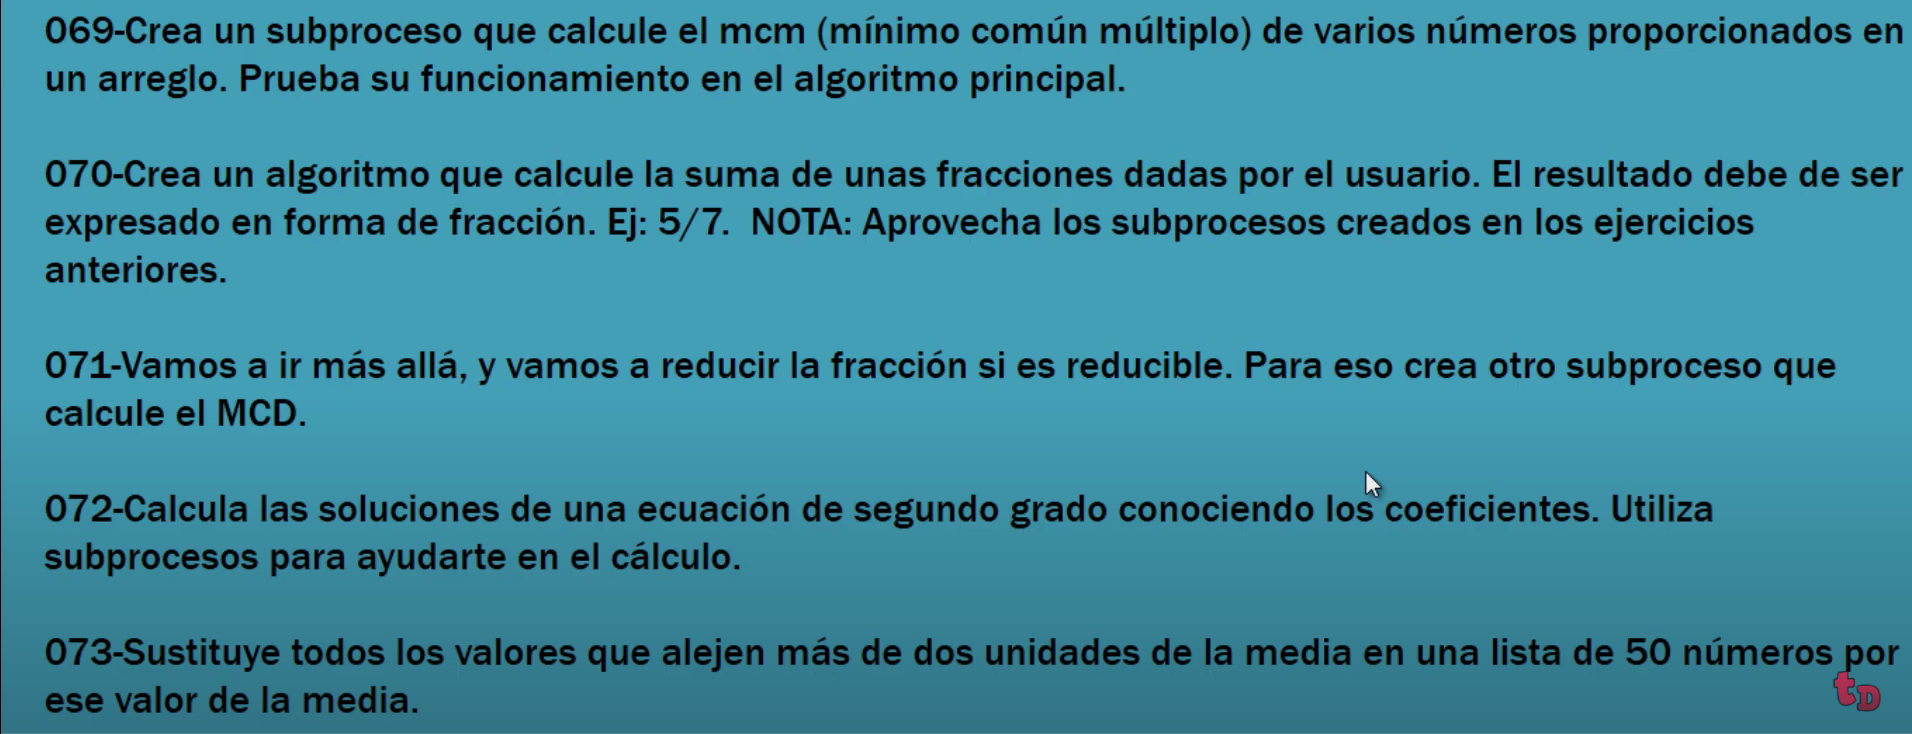 069-Crea un subproceso que calcule el mcm (mínimo común múltiplo) de varios números proporcionados en
un arreglo. Prueba su funcionamiento en el algoritmo principal.
070-Crea un algoritmo que calcule la suma de unas fracciones dadas por el usuario. El resultado debe de ser
expresado en forma de fracción. Ej: 5/7.  NOTA: Aprovecha los subprocesos creados en los ejercicios
anteriores.
071-Vamos a ir más allá, y vamos a reducir la fracción si es reducible. Para eso crea otro subproceso que
calcule el MCD.
072-Calcula las soluciones de una ecuación de segundo grado conociendo los coeficientes. Utiliza
subprocesos para ayudarte en el cálculo.
073-Sustituye todos los valores que alejen más de dos unidades de la media en una lista de 50 números por
ese valor de la media.
tD